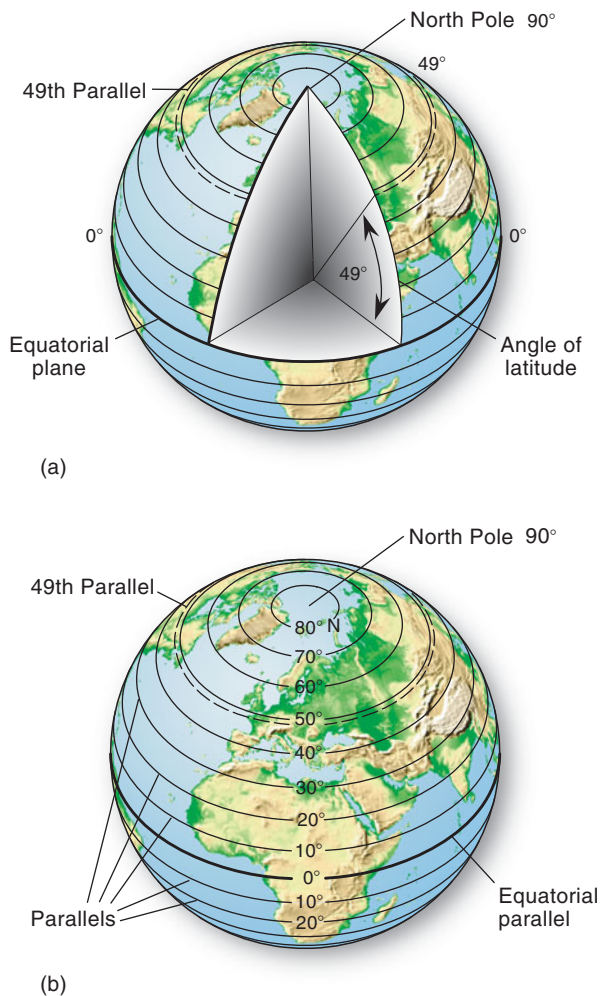 North Pole 90°
49°
49th Parallel
0°
0°
49°
Equatorial
plane
Angle of
latitude
(a)
North Pole 90°
49th Parallel
80° N
70°
60°
50°
40°
30°
20°
10°
0°
10°
20°
Equatorial
parallel
Parallels
(b)